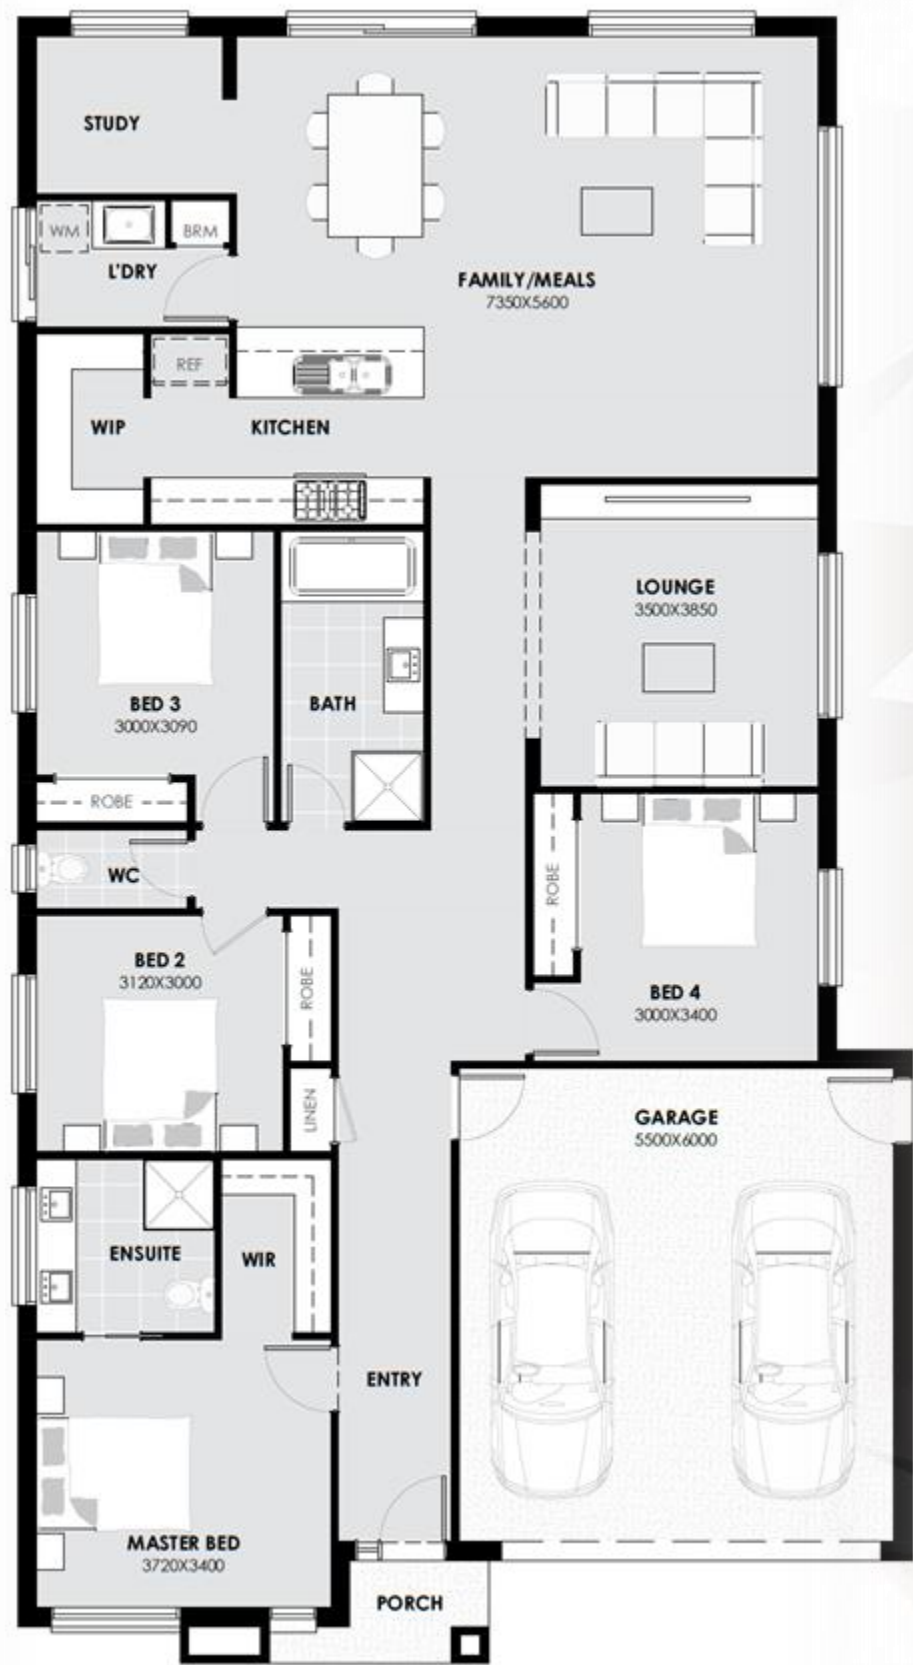 STUDY
WM
BRM
L'DRY
FAMILY/MEALS
7350X5600
REF
WIP
KITCHEN
LOUNGE
3500X3850
BED 3
3000X3090
BATH
ROBE
WC
ROBE
BED 2
3120X3000
ROBE
BED 4
3000X3400
LINEN
GARAGE
5500X6000
ENSUITE
WIR
ENTRY
MASTER BED
3720X3400
PORCH